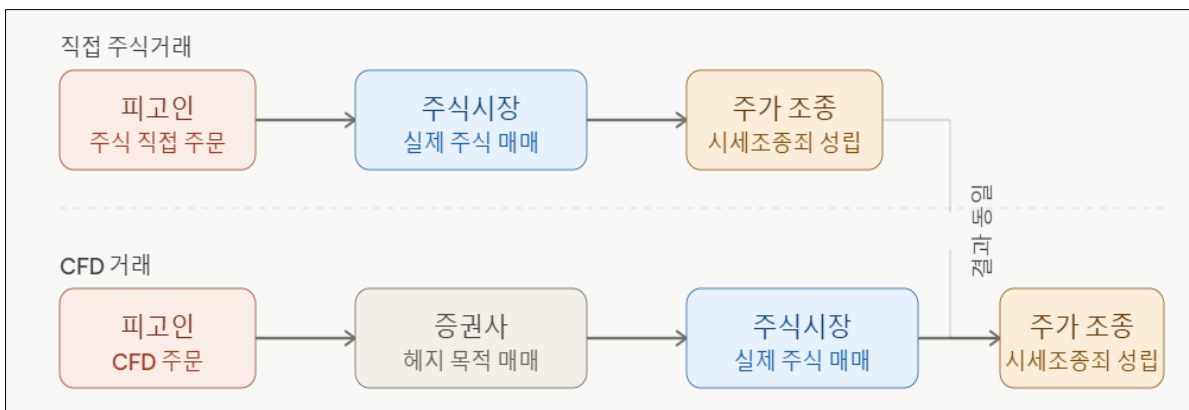 직접 주식거래
피고인
주식 직접 주문
주식시장
실제 주식 매매
주가 조종
시세조종죄 성립
결과 동일
CFD 거래
피고인
CFD 주문
증권사
헤지 목적 매매
주식시장
실제 주식 매매
주가 조종
시세조종죄 성립